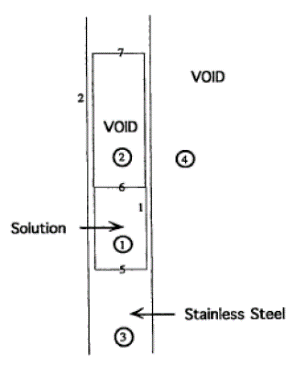 7
VOID
2
VOID
② ④
6
1
Solution
①
5
Stainless Steel
③